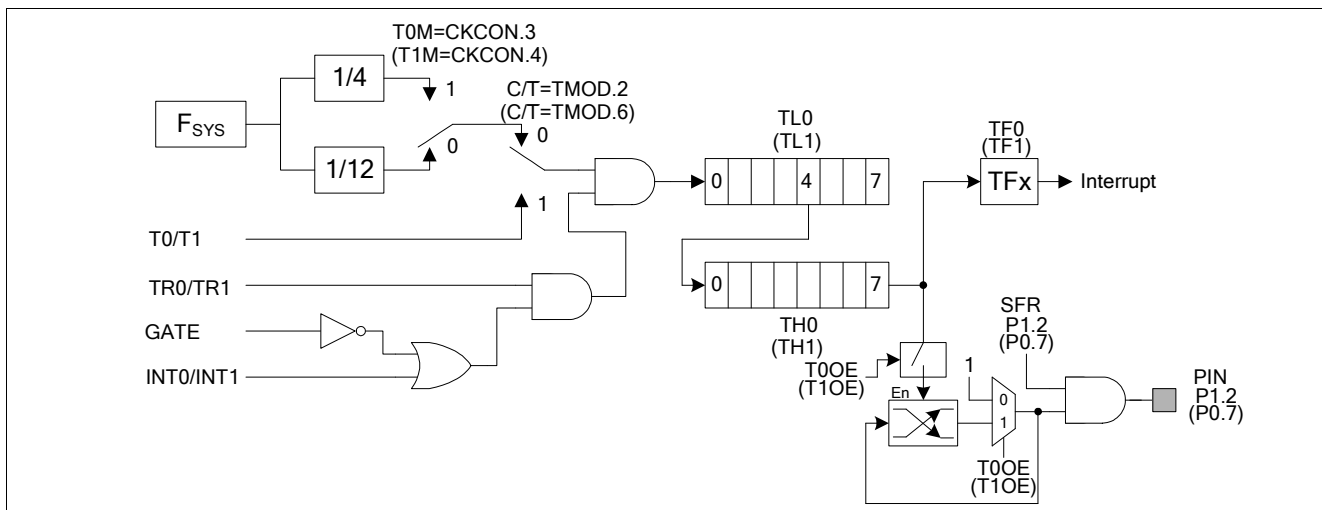 T0M=CKCON.3
(T1M=CKCON.4)
1/4
1
C/T=TMOD.2
(C/T=TMOD.6)
FSYS
0
0
1/12
1
TL0
(TL1)
0 4 7
TF0
(TF1)
TFx
Interrupt
T0/T1
TR0/TR1
0 7
TH0
(TH1)
GATE
INT0/INT1
T0OE
(T1OE)
SFR
P1.2
(P0.7)
1
En
0
1
PIN
P1.2
(P0.7)
T0OE
(T1OE)